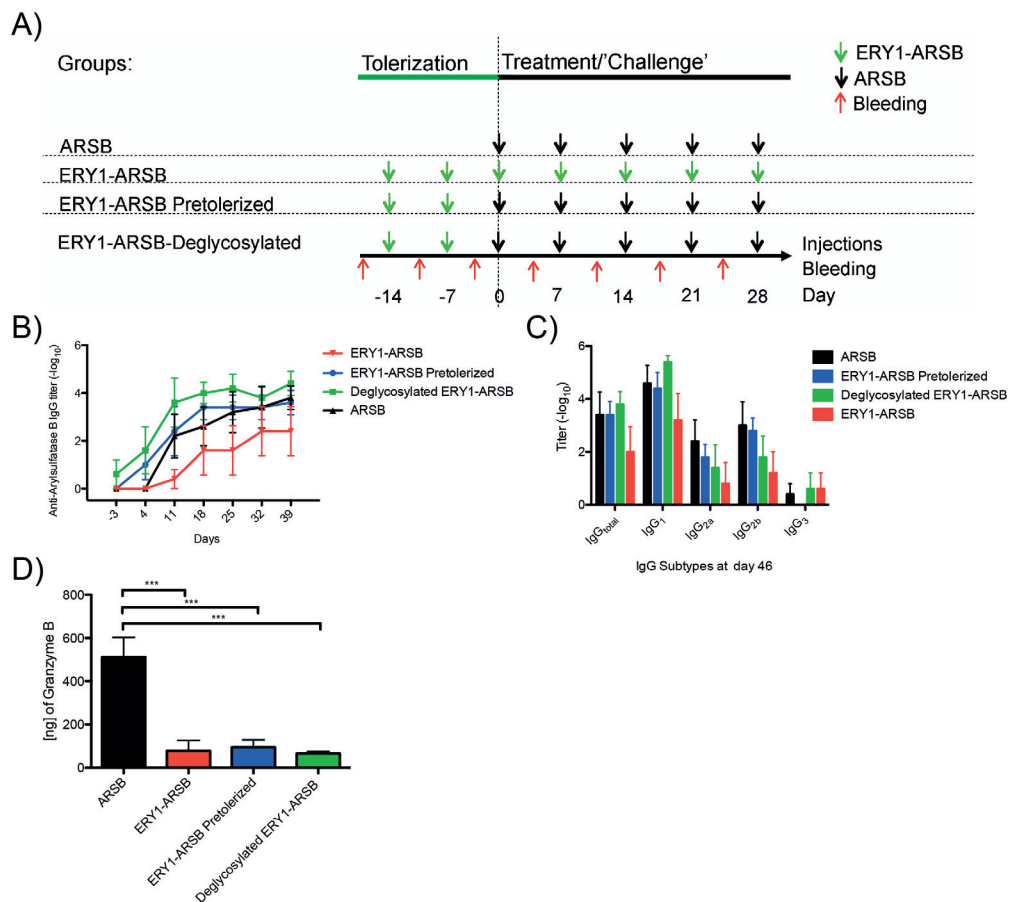 A)
Groups:
Tolerization
Treatment/'Challenge'
ERY1-ARSB
ARSB
Bleeding
ARSB
ERY1-ARSB
ERY1-ARSB Pretolerized
ERY1-ARSB-Deglycosylated
Injections
Bleeding
-14 -7 0 7 14 21 28 Day
B)
Anti-Arylsulfatase B IgG titer (-log10)
6
4
2
0
-3 4 11 18 25 32 39
Days
ERY1-ARSB
ERY1-ARSB Pretolerized
Deglycosylated ERY1-ARSB
ARSB
C)
Titer (-log10)
6
4
2
0
IgGtotal IgG1 IgG2a IgG2b IgG3
IgG Subtypes at day 46
ARSB
ERY1-ARSB Pretolerized
Deglycosylated ERY1-ARSB
ERY1-ARSB
D)
[ng] of Granzyme B
800
600
400
200
0
***
***
***
ARSB
ERY1-ARSB
ERY1-ARSB Pretolerized
Deglycosylated ERY1-ARSB